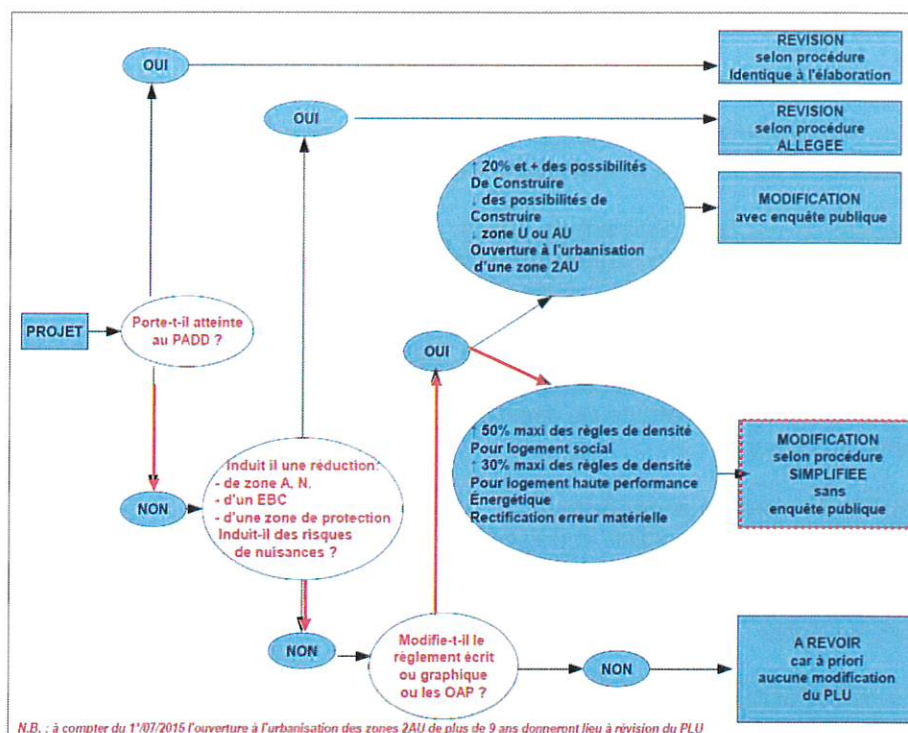 OUI
REVISION
selon procédure
Identique à l'élaboration
OUI
REVISION
selon procédure
ALLEGEE
↑ 20% et + des possibilités
De Construire
↓ des possibilités de
Construire
↓ zone U ou AU
Ouverture à l'urbanisation
d'une zone 2AU
MODIFICATION
avec enquête publique
PROJET
Porte-t-il atteinte
au PADD ?
OUI
↑ 50% maxi des règles de densité
Pour logement social
↑ 30% maxi des règles de densité
Pour logement haute performance
Énergétique
Rectification erreur matérielle
MODIFICATION
selon procédure
SIMPLIFIEE
sans
enquête publique
NON
Induit il une réduction:
- de zone A, N.
- d'un EBC
- d'une zone de protection
Induit-il des risques
de nuisances ?
NON
Modifie-t-il le
règlement écrit
ou graphique
ou les OAP ?
NON
A REVOIR
car à priori
aucune modification
du PLU
N.B. : à compter du 1°/07/2015 l'ouverture à l'urbanisation des zones 2AU de plus de 9 ans donneront lieu à révision du PLU